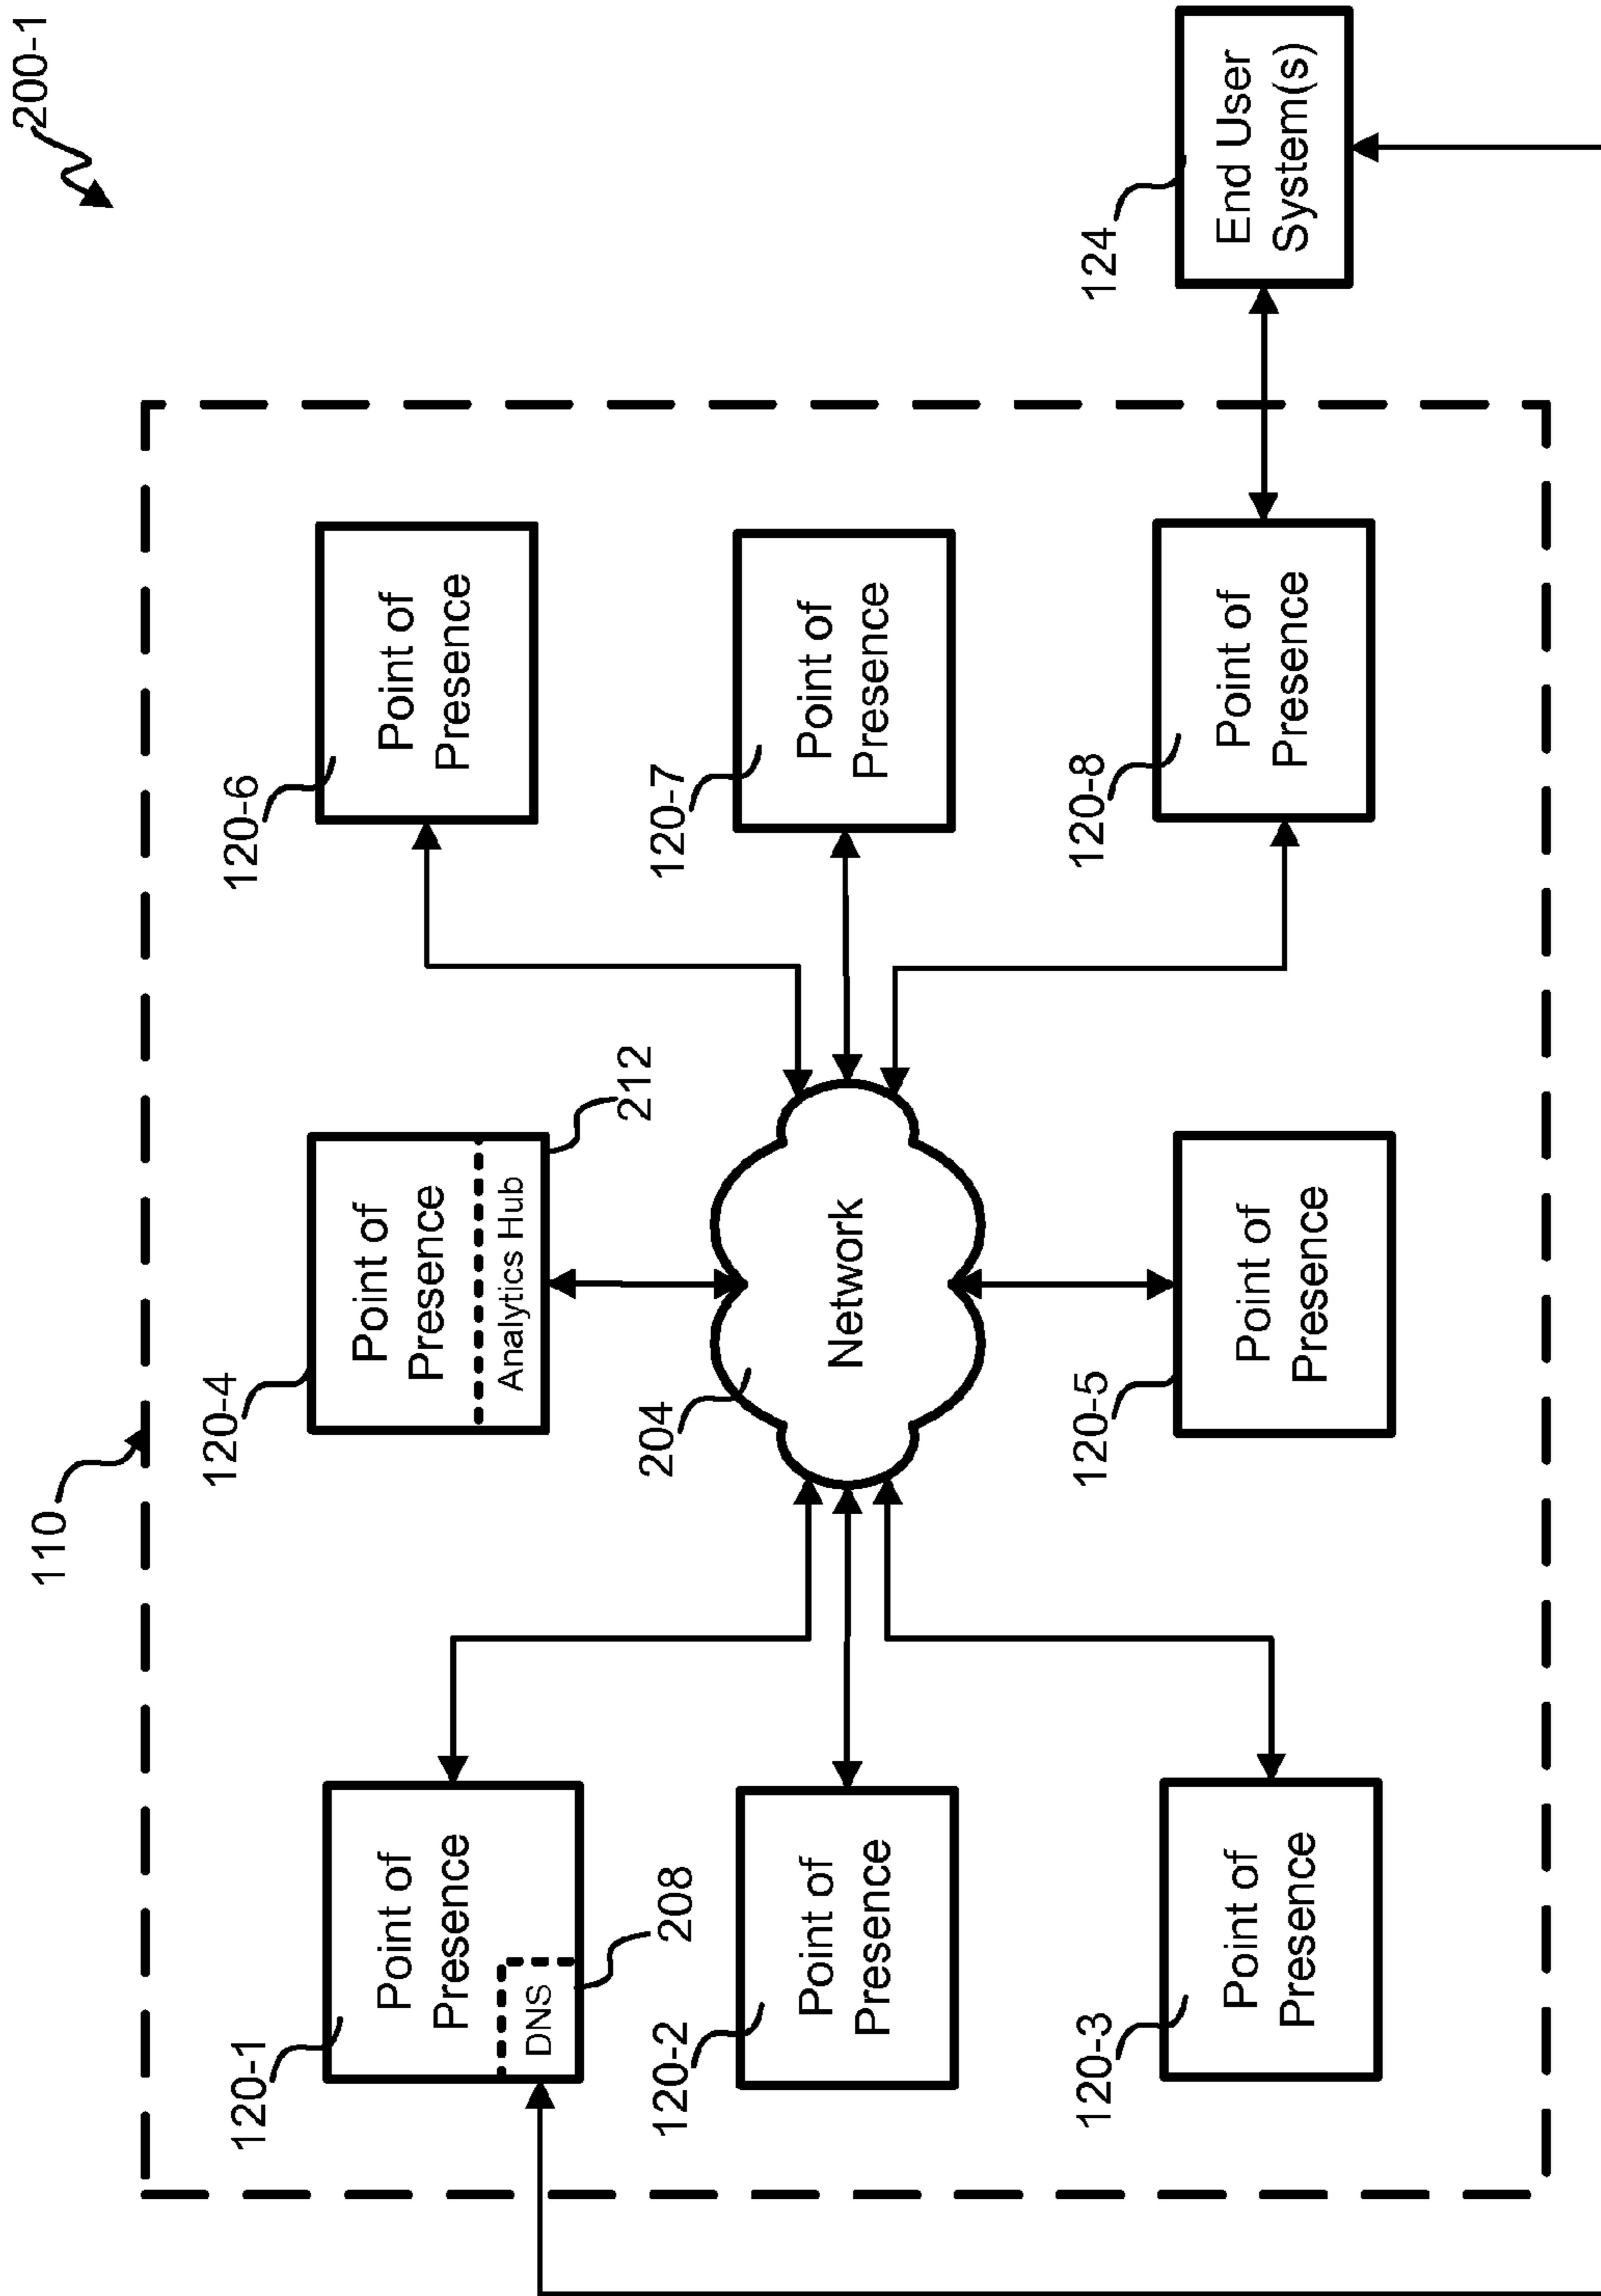 200-1
110
120-1
Point of
Presence
DNS
208
120-2
Point of
Presence
120-3
Point of
Presence
120-4
Point of
Presence
Analytics Hub
212
204
Network
120-5
Point of
Presence
120-6
Point of
Presence
120-7
Point of
Presence
120-8
Point of
Presence
124
End User
System(s)